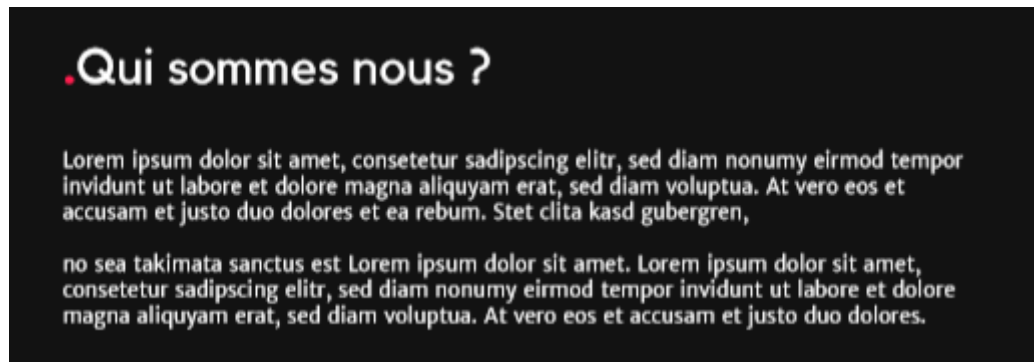 .Qui sommes nous ?
Lorem ipsum dolor sit amet, consetetur sadipscing elitr, sed diam nonumy eirmod tempor
invidunt ut labore et dolore magna aliquyam erat, sed diam voluptua. At vero eos et
accusam et justo duo dolores et ea rebum. Stet clita kasd gubergren,
no sea takimata sanctus est Lorem ipsum dolor sit amet. Lorem ipsum dolor sit amet,
consetetur sadipscing elitr, sed diam nonumy eirmod tempor invidunt ut labore et dolore
magna aliquyam erat, sed diam voluptua. At vero eos et accusam et justo duo dolores.